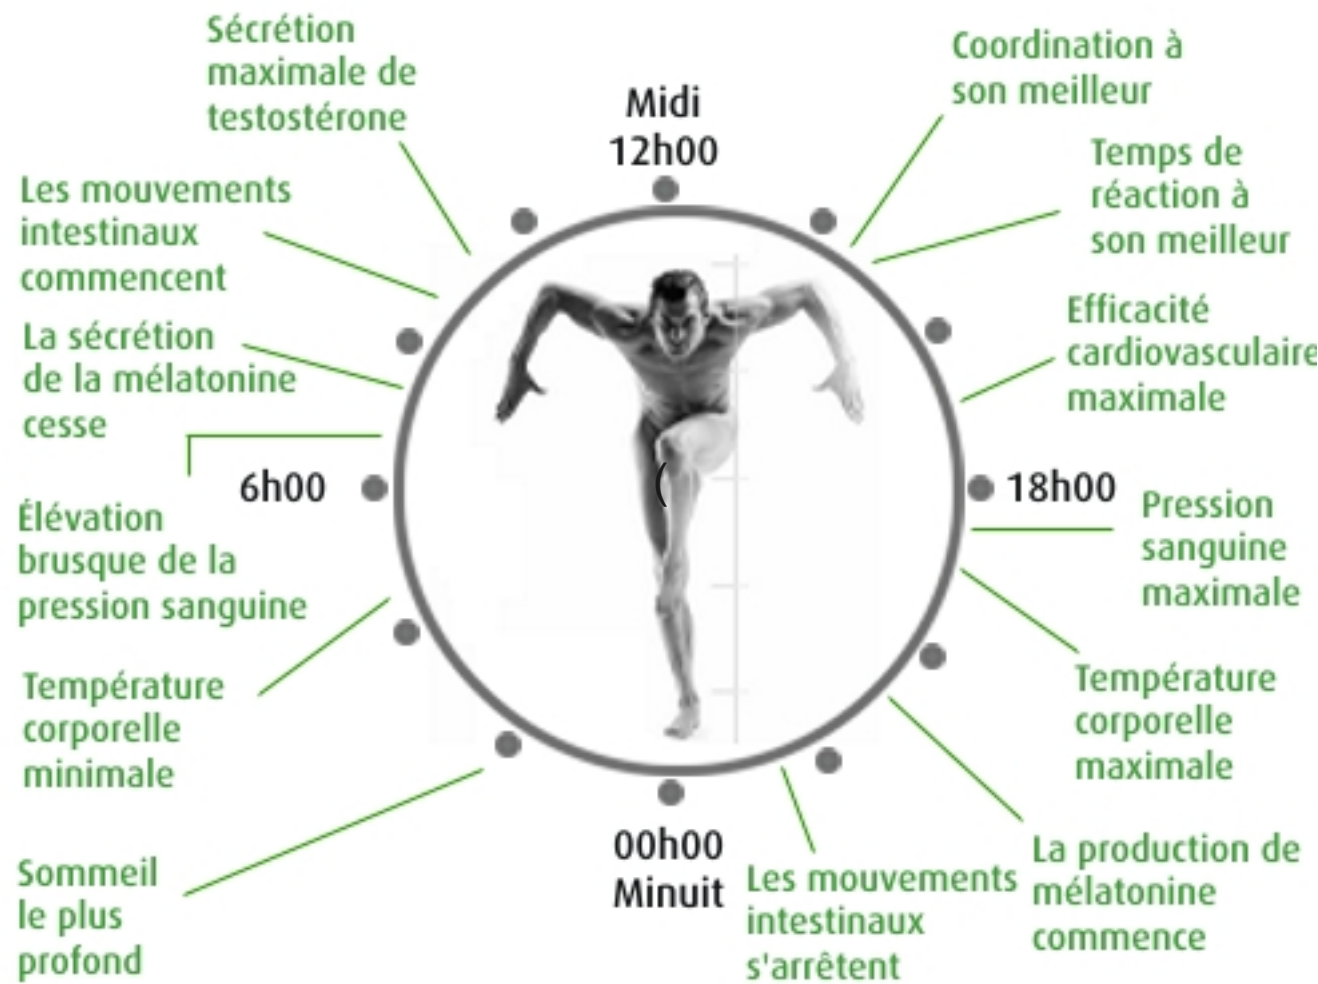 Sécrétion
maximale de
testostérone
Midi
12h00
Coordination à
son meilleur
Temps de
réaction à
son meilleur
Les mouvements
intestinaux
commencent
La sécrétion
de la mélatonine
cesse
Efficacité
cardiovasculaire
maximale
6h00
18h00
Élévation
brusque de la
pression sanguine
Pression
sanguine
maximale
Température
corporelle
minimale
Température
corporelle
maximale
Sommeil
le plus
profond
00h00
Minuit
Les mouvements
intestinaux
s'arrêtent
La production de
mélatonine
commence